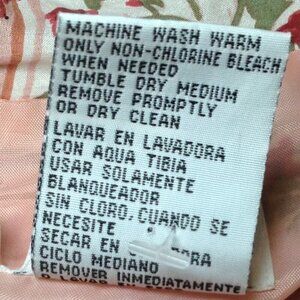 MACHINE WASH WARM
ONLY NON-CHLORINE BLEACH
WHEN NEEDED
TUMBLE DRY MEDIUM
REMOVE PROMPTLY
OR DRY CLEAN
LAVAR EN LAVADORA
CON AQUA TIBIA
USAR SOLAMENTE
BLANQUEADOR
SIN CLORO, CUANDO SE
NECESITE
SECAR EN
CICLO MEDIANO
REMOVER INMEDIATAMENTE